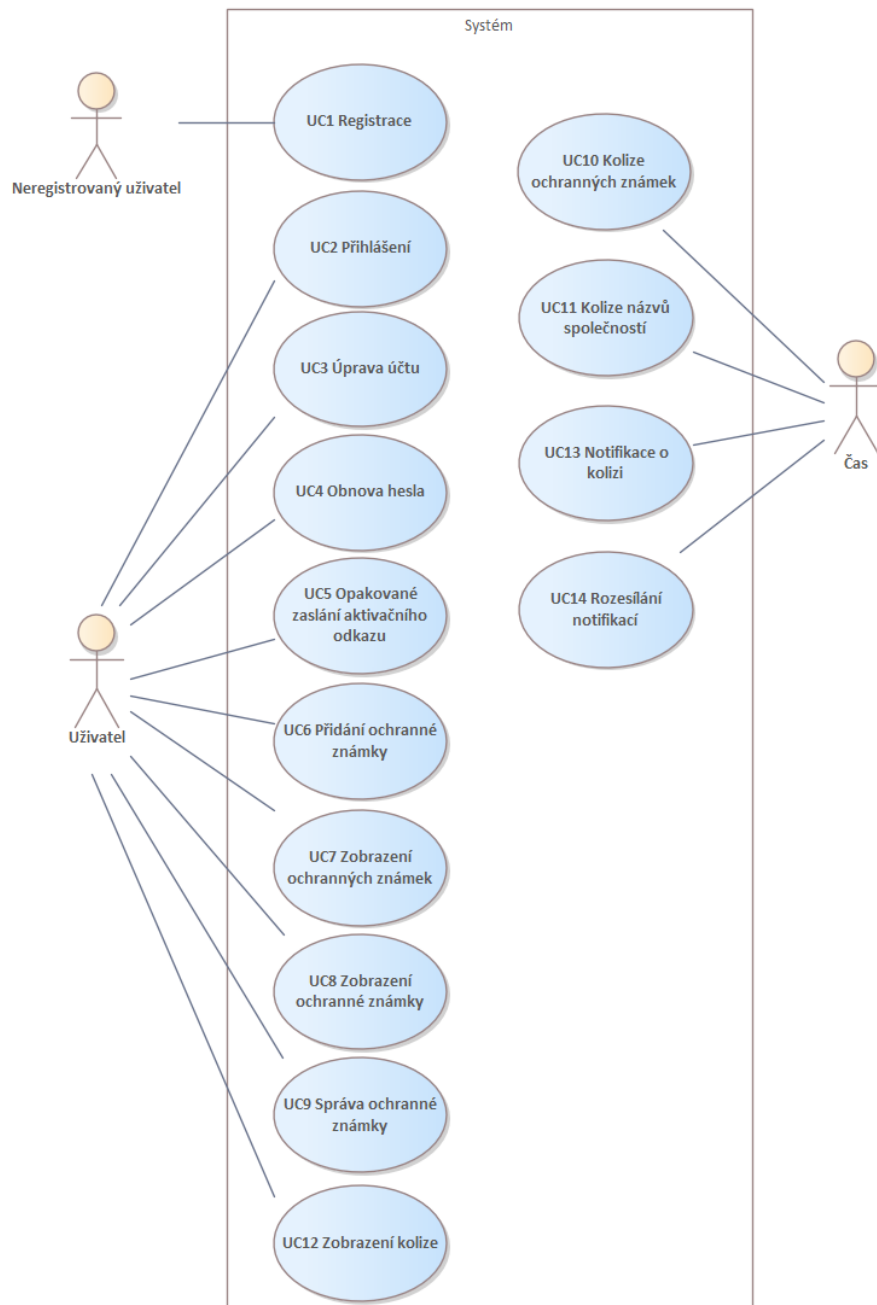 Systém
UC1 Registrace
Neregistrovaný uživatel
UC2 Přihlášení
UC3 Úprava účtu
UC4 Obnova hesla
UC5 Opakované
zaslání aktivačního
odkazu
Uživatel
UC6 Přidání ochranné
známky
UC7 Zobrazení
ochranných známek
UC8 Zobrazení
ochranné známky
UC9 Správa ochranné
známky
UC12 Zobrazení kolize
UC10 Kolize
ochranných známek
UC11 Kolize názvů
společností
UC13 Notifikace o
kolizi
UC14 Rozesílání
notifikací
Čas